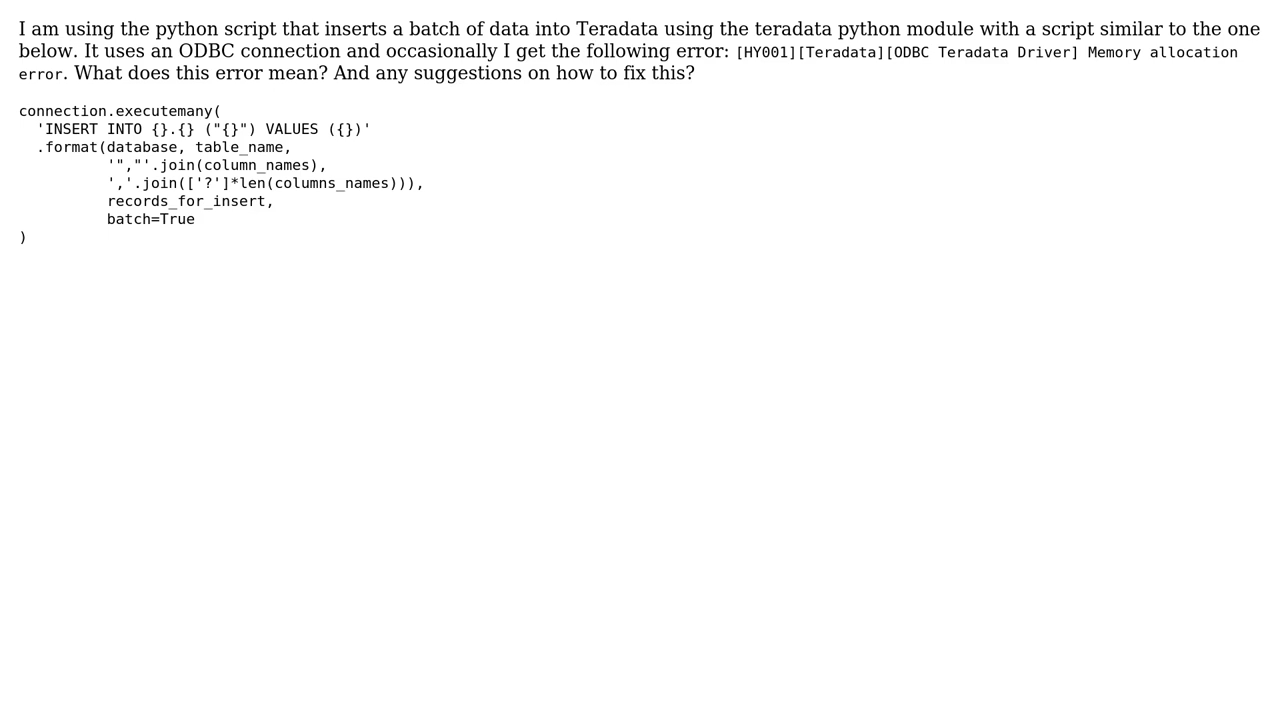 I am using the python script that inserts a batch of data into Teradata using the teradata python module with a script similar to the one
below. It uses an ODBC connection and occasionally I get the following error: [HY001][Teradata][ODBC Teradata Driver] Memory allocation
error. What does this error mean? And any suggestions on how to fix this?
connection.executemany(
  'INSERT INTO {}.{} ("{}") VALUES ({})'
  .format(database, table_name,
          '","'.join(column_names),
          ','.join(['?']*len(columns_names))),
          records_for_insert,
          batch=True
)